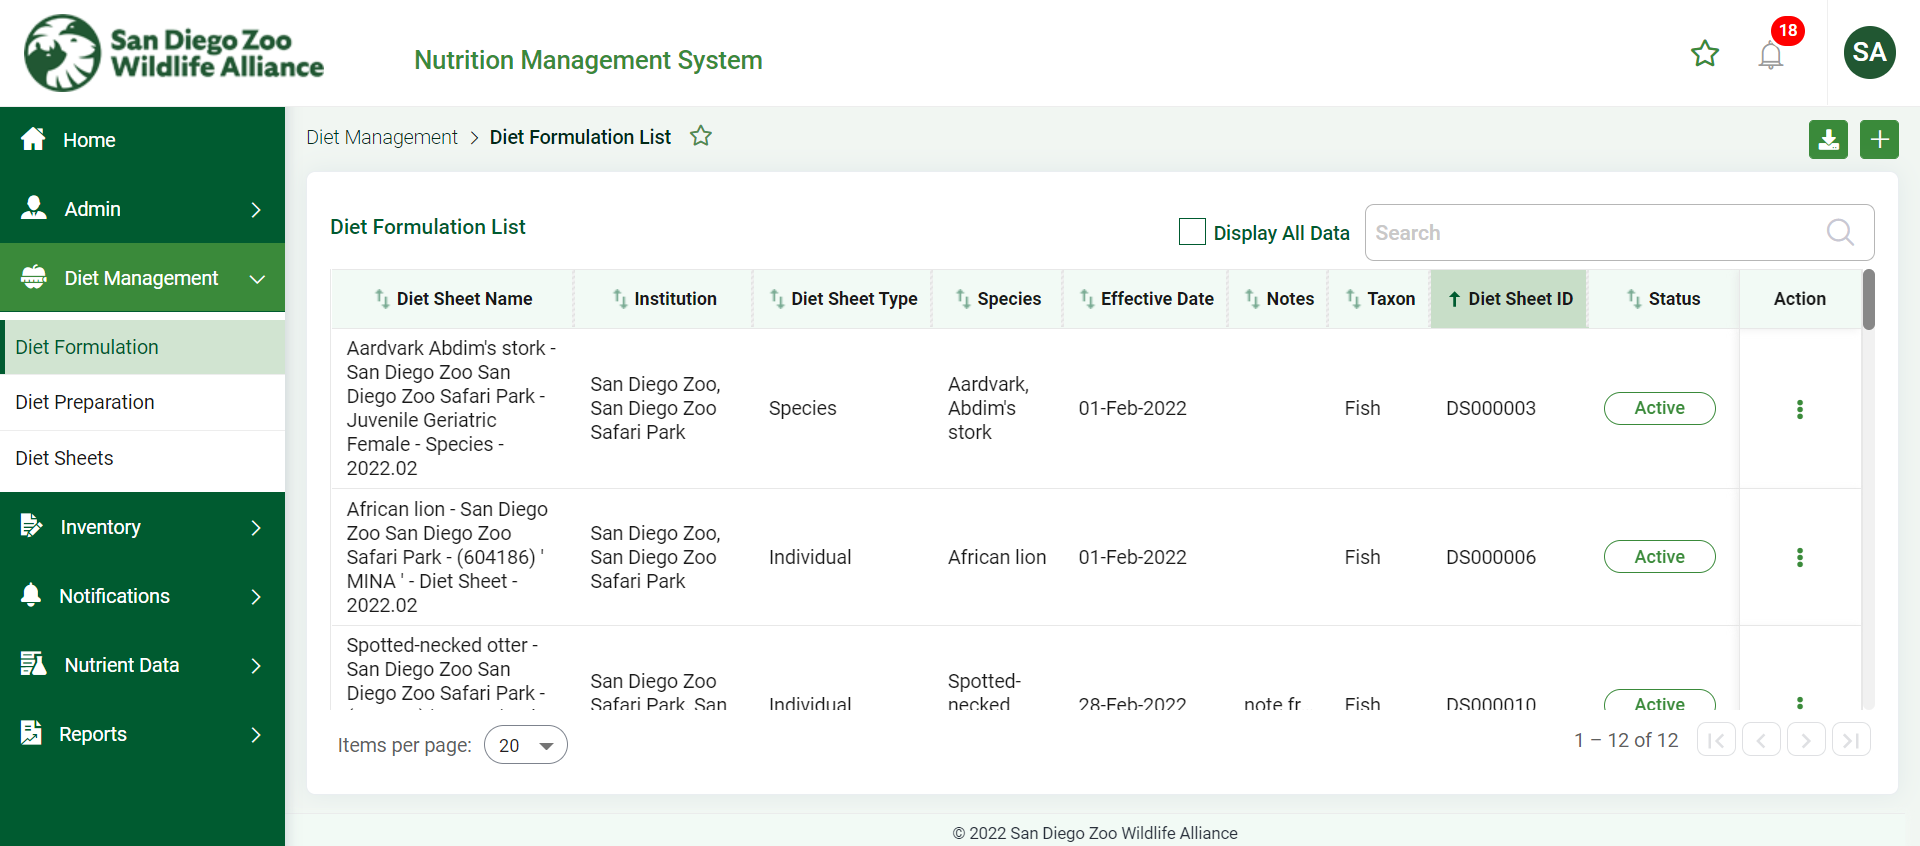 San Diego Zoo
Wildlife Alliance
Nutrition Management System
18
SA
Home
Admin
Diet Management
Diet Formulation
Diet Preparation
Diet Sheets
Inventory
Notifications
Nutrient Data
Reports
Diet Management > Diet Formulation List
Diet Formulation List
Display All Data
Search
Diet Sheet Name Institution Diet Sheet Type Species Effective Date Notes Taxon Diet Sheet ID Status Action
Aardvark Abdim's stork -
San Diego Zoo San
Diego Zoo Safari Park -
Juvenile Geriatric
Female - Species -
2022.02
San Diego Zoo,
San Diego Zoo
Safari Park
Species
Aardvark,
Abdim's
stork
01-Feb-2022
Fish
DS000003
Active
African lion - San Diego
Zoo San Diego Zoo
Safari Park - (604186) '
MINA ' - Diet Sheet -
2022.02
San Diego Zoo,
San Diego Zoo
Safari Park
Individual
African lion
01-Feb-2022
Fish
DS000006
Active
Spotted-necked otter -
San Diego Zoo San
Diego Zoo Safari Park -
San Diego Zoo
Safari Park, San
Individual
Spotted-
necked
28-Feb-2022
note fr
Fish
DS000010
Active
Items per page: 20
1 – 12 of 12
© 2022 San Diego Zoo Wildlife Alliance